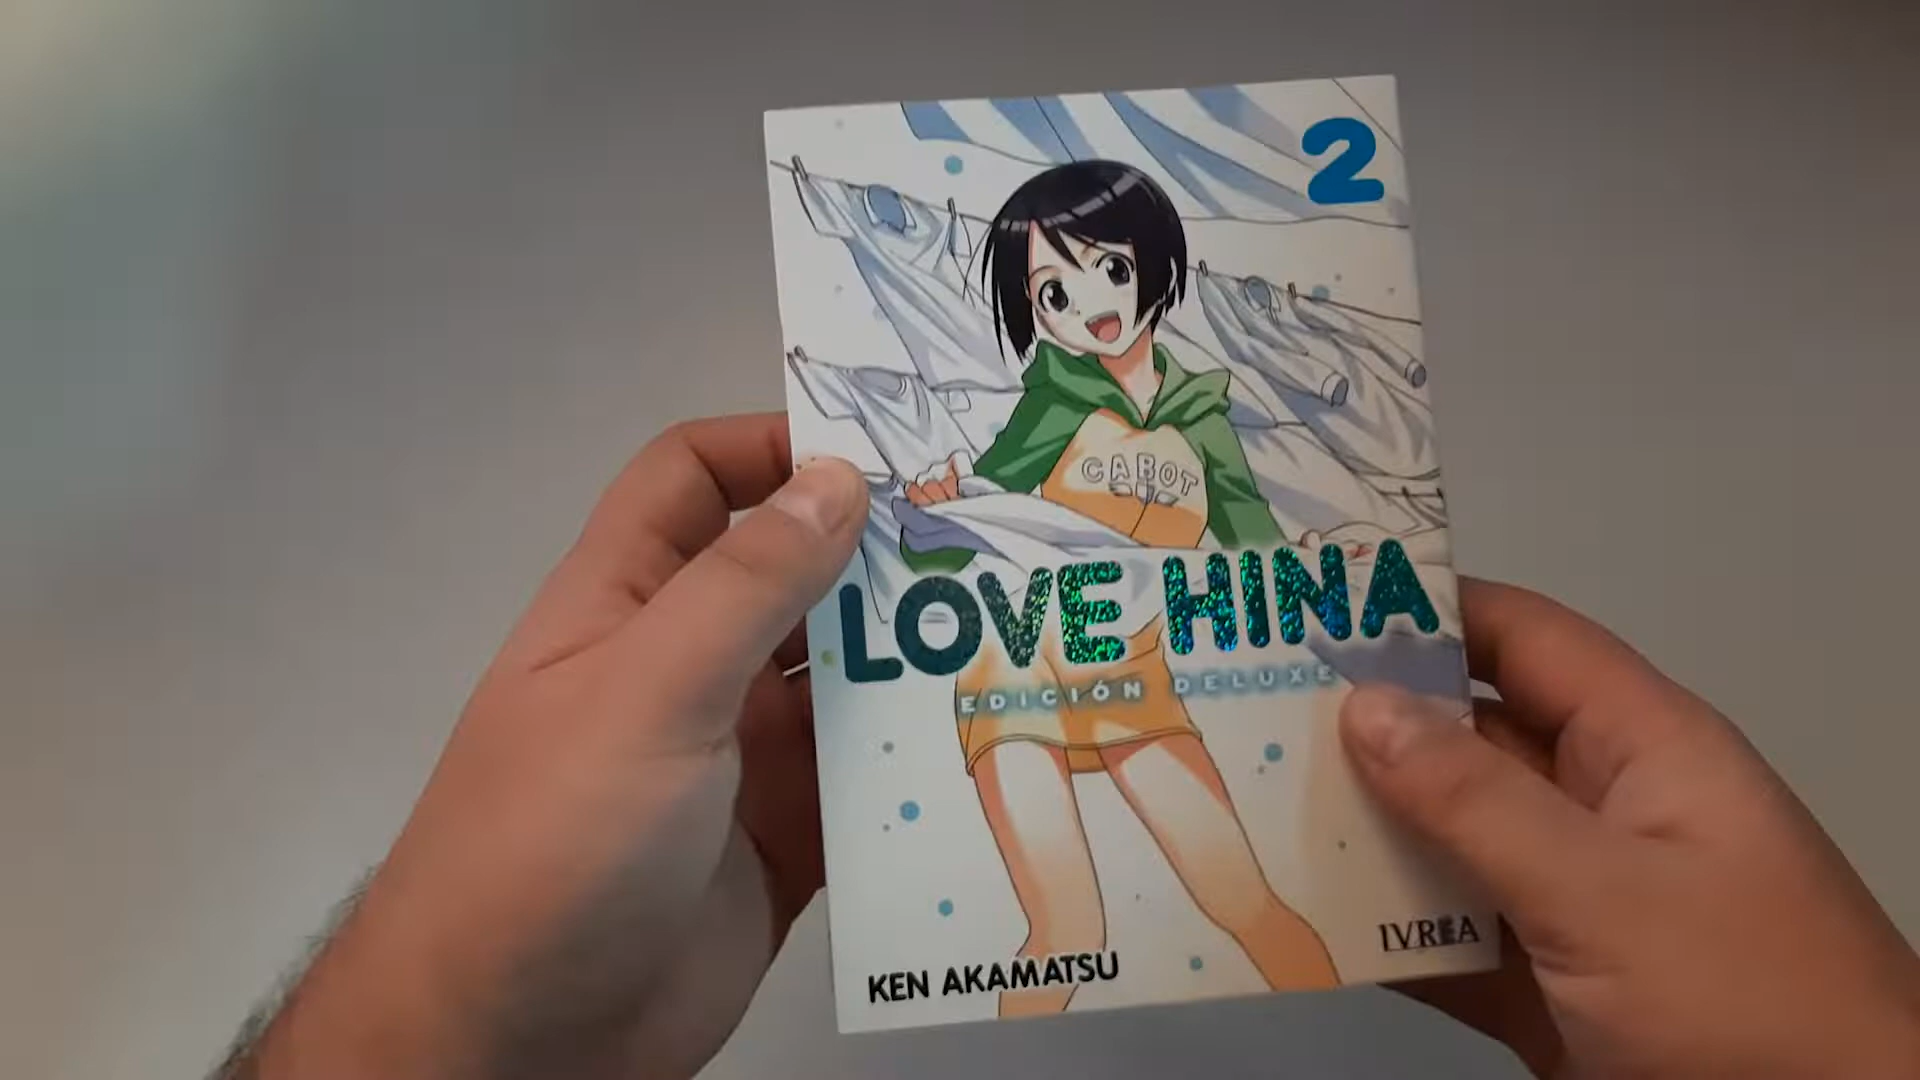 2
CABOT
LOVE HINA
EDICIÓN DELUXE
KEN AKAMATSU
IVREA